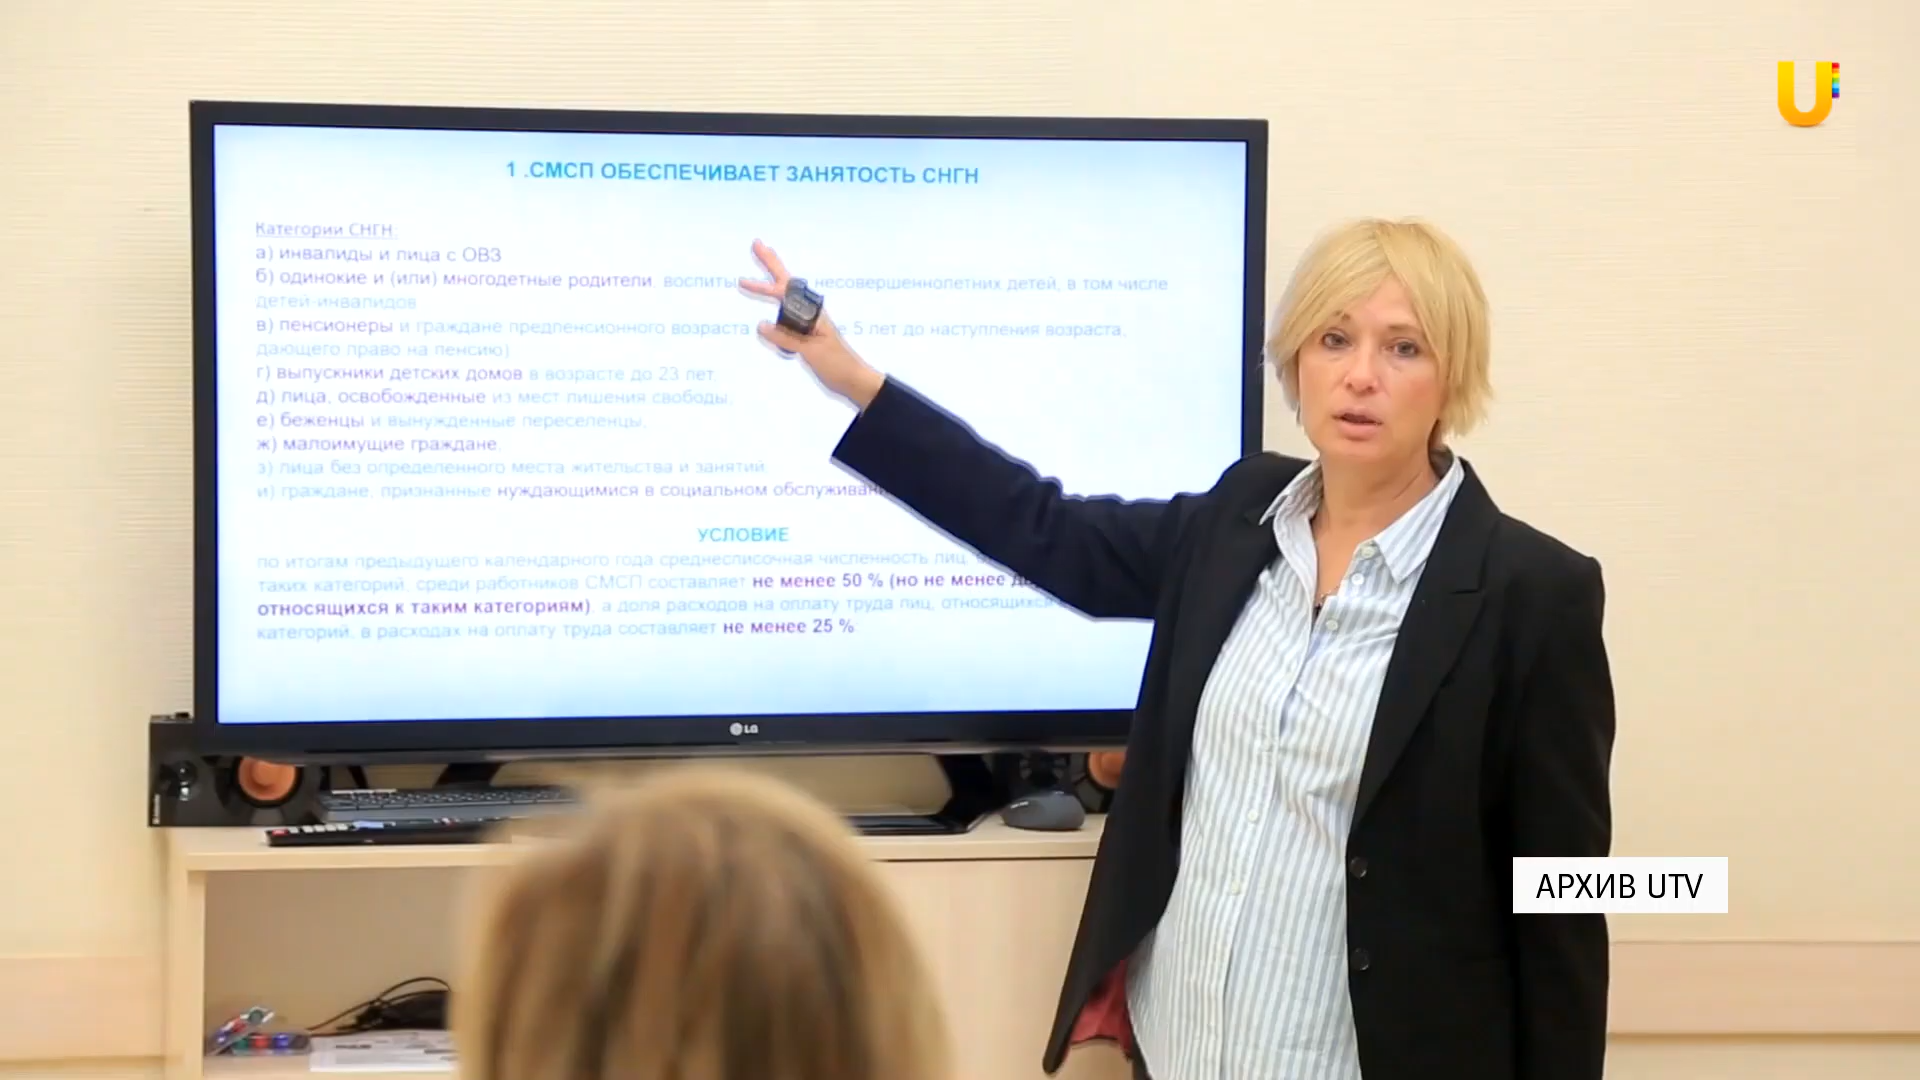 1 .СМСП ОБЕСПЕЧИВАЕТ ЗАНЯТОСТЬ СНГН
Категории СНГН:
а) инвалиды и лица с ОВЗ
б) одинокие и (или) многодетные родители, несовершеннолетних детей, в том числе
детей-инвалидов
в) пенсионеры и граждане предпенсионного возраста 5 лет до наступления возраста,
дающего право на пенсию)
г) выпускники детских домов в возрасте до 23 лет,
д) лица, освобожденные из мест лишения свободы,
е) беженцы и вынужденные переселенцы,
ж) малоимущие граждане,
з) лица без определенного места жительства и занятий
и) граждане, признанные нуждающимися в социальном
УСЛОВИЕ
по итогам предыдущего календарного года среднесписочная численность лиц,
таких категорий, среди работников СМСП составляет не менее 50 % (но не менее
относящихся к таким категориям), а доля расходов на оплату труда лиц, относящихся
категорий, в расходах на оплату труда составляет не менее 25 %
LG
U
АРХИВ UTV